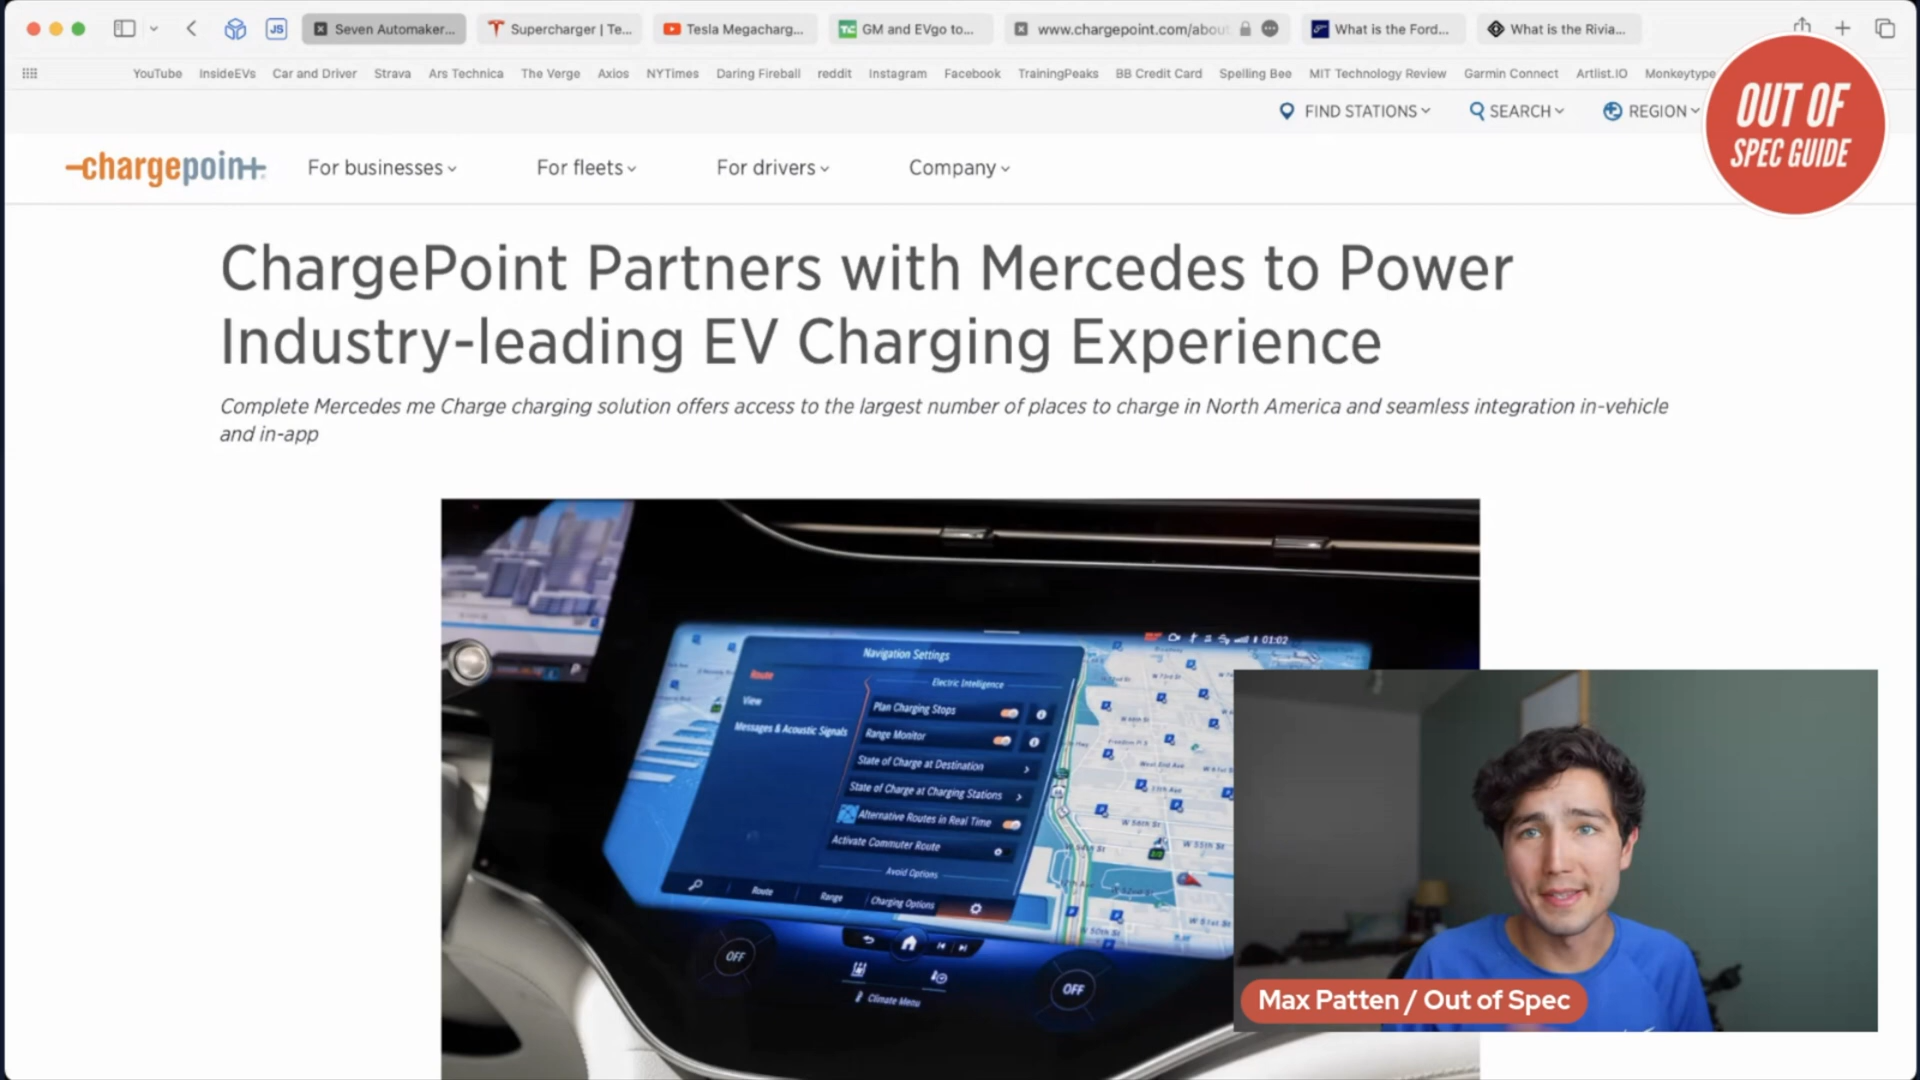 Seven Automaker...
Supercharger | Te...
Tesla Megacharg...
GM and EVgo to...
www.chargepoint.com/about
What is the Ford...
What is the Rivia...
YouTube InsideEVs Car and Driver Strava Ars Technica The Verge Axios NYTimes Daring Fireball reddit Instagram Facebook TrainingPeaks BB Credit Card Spelling Bee MIT Technology Review Garmin Connect Artlist.IO Monkeytype
FIND STATIONS SEARCH REGION
OUT OF
SPEC GUIDE
-chargepoin+
For businesses For fleets For drivers Company
ChargePoint Partners with Mercedes to Power
Industry-leading EV Charging Experience
Complete Mercedes me Charge charging solution offers access to the largest number of places to charge in North America and seamless integration in-vehicle
and in-app
01:02
Navigation Settings
Electric Intelligence
Route
View
Messages & Acoustic Signals
Plan Charging Stops
Range Monitor
State of Charge at Destination
State of Charge at Charging Stations
Alternative Routes in Real Time
Activate Commuter Route
Avoid Options
Route Range Charging Options
OFF
OFF
Climate Menu
Max Patten / Out of Spec